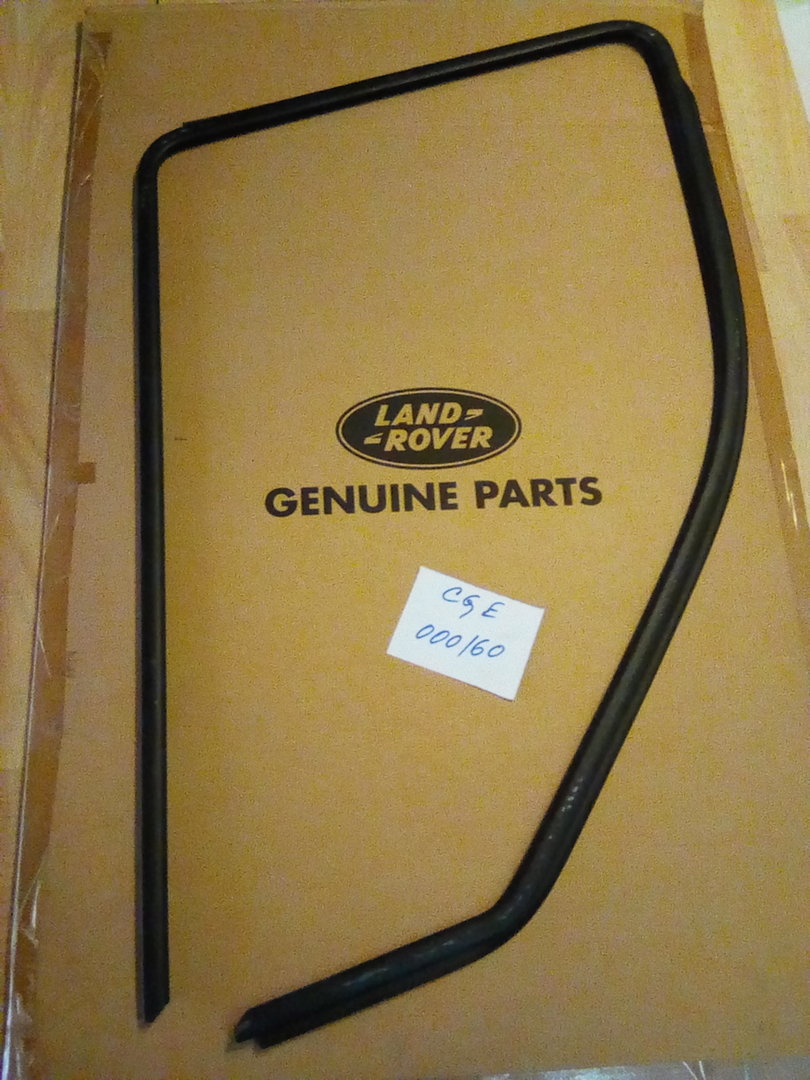 LAND-
-ROVER
GENUINE PARTS
CGE
000160